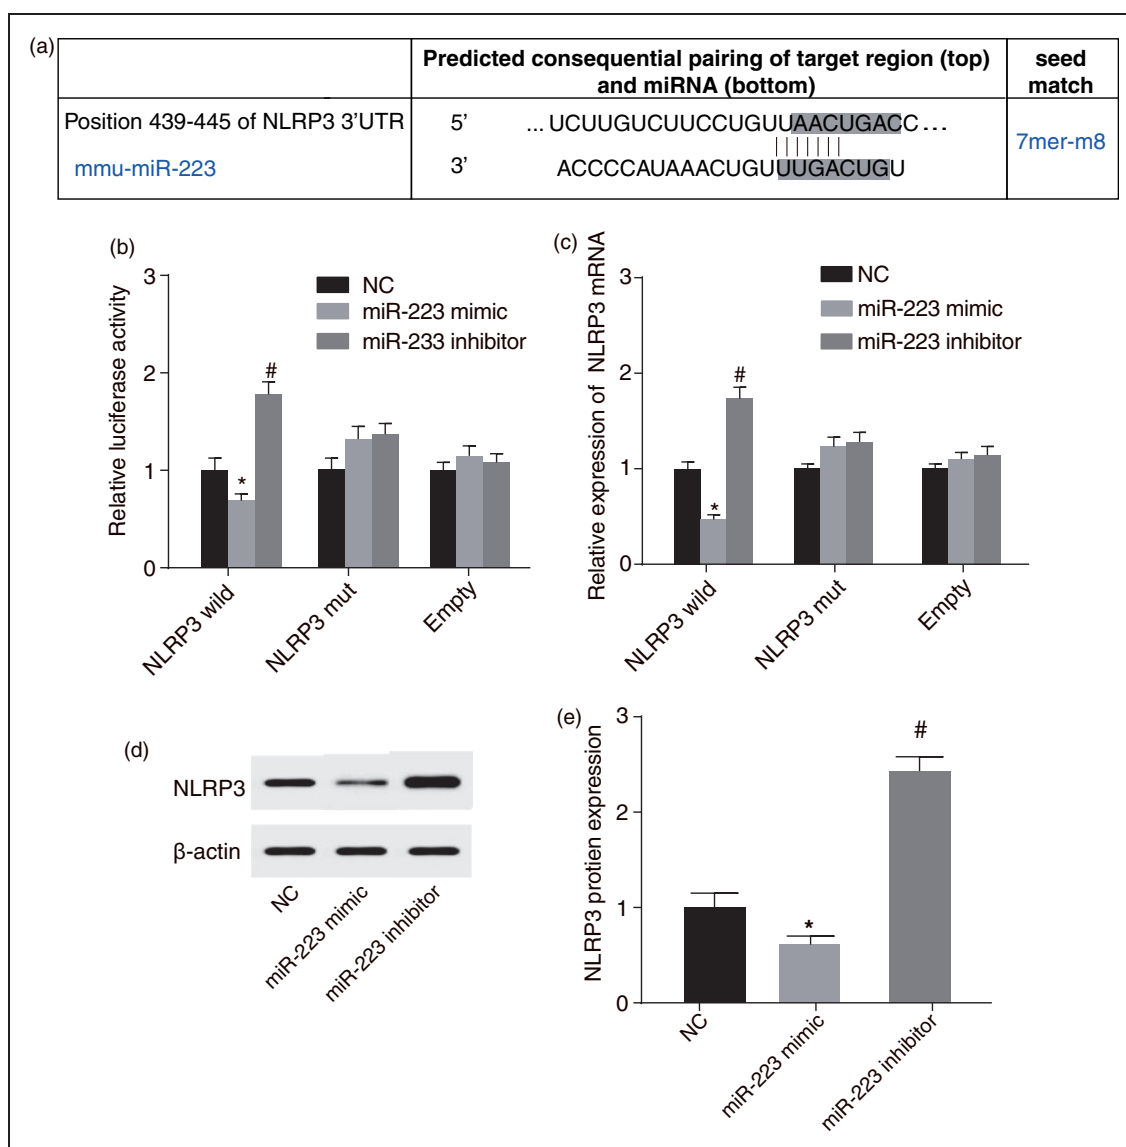 (a)
Predicted consequential pairing of target region (top)
and miRNA (bottom)
seed
match
Position 439-445 of NLRP3 3'UTR
5'
... UCUUGUCUUCCUGUUAACUGACC ...
mmu-miR-223
3'
ACCCCAUAAACUGUUUGACUGU
7mer-m8
(b)
Relative luciferase activity
3
2
1
0
NC
miR-223 mimic
miR-233 inhibitor
*
#
NLRP3 wild
NLRP3 mut
Empty
(c)
Relative expression of NLRP3 mRNA
3
2
1
0
NC
miR-223 mimic
miR-223 inhibitor
*
#
NLRP3 wild
NLRP3 mut
Empty
(d)
NLRP3
β-actin
NC
miR-223 mimic
miR-223 inhibitor
(e)
NLRP3 protien expression
3
2
1
0
*
#
NC
miR-223 mimic
miR-223 inhibitor